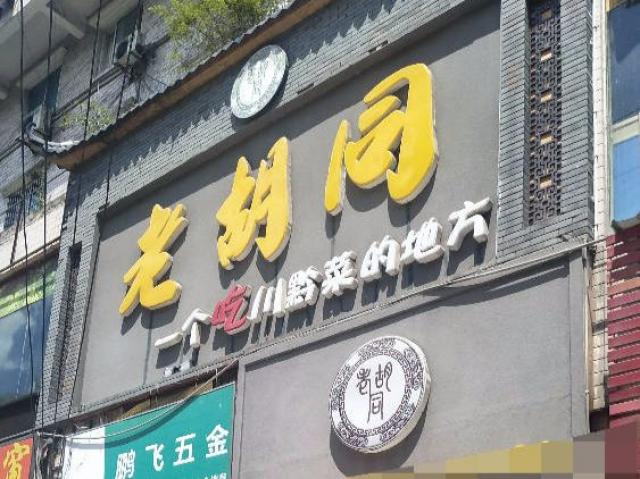 老胡同
一个吃川黔菜的地方
老胡同
鹏飞五金
窗